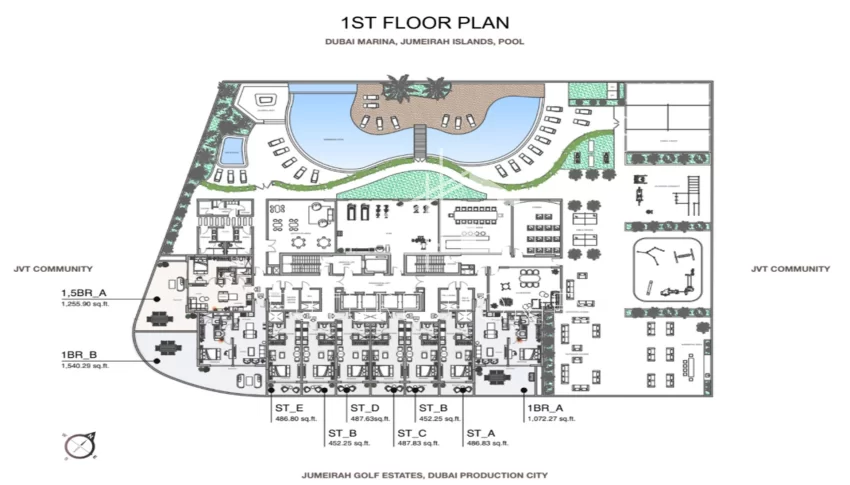 1ST FLOOR PLAN
DUBAI MARINA, JUMEIRAH ISLANDS, POOL
JVT COMMUNITY
JVT COMMUNITY
1,5BR_A
1,255.90 sq.ft.
1BR_B
1,540.29 sq.ft.
ST_E
486.80 sq.ft.
ST_D
487.63sq.ft.
ST_B
452.25 sq.ft.
1BR_A
1,072.27 sq.ft.
ST_B
452.25 sq.ft.
ST_C
487.83 sq.ft.
ST_A
486.83 sq.ft.
JUMEIRAH GOLF ESTATES, DUBAI PRODUCTION CITY